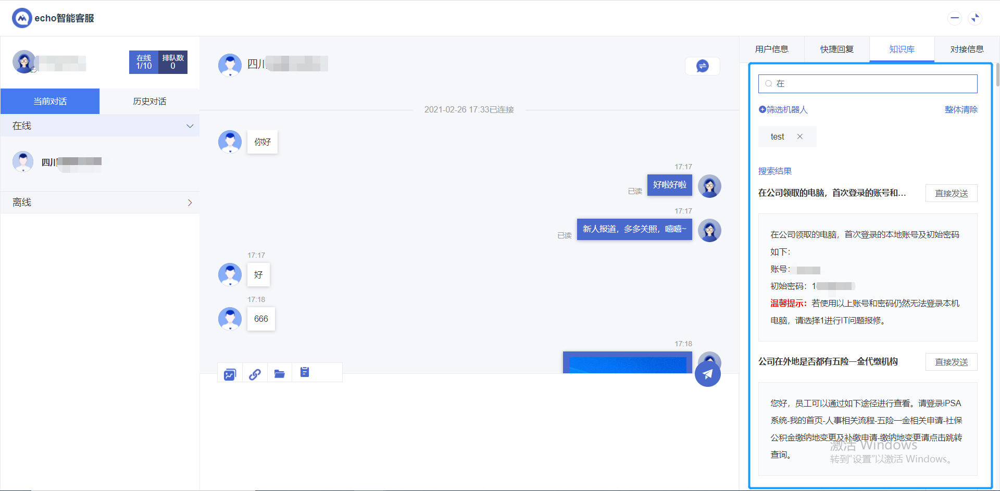 echo智能客服
在线
1/10
排队数
0
当前对话
历史对话
在线
四川
离线
四川
2021-02-26 17:33已连接
你好
17:17
已读
好啦好啦
17:17
已读
新人报道，多多关照，嘻嘻~
17:17
好
17:18
666
17:18
用户信息
快捷回复
知识库
对接信息
在
筛选机器人
整体清除
test
搜索结果
在公司领取的电脑，首次登录的账号和...
直接发送
在公司领取的电脑，首次登录的本地账号及初始密码
如下：
账号：
初始密码：1
温馨提示：若使用以上账号和密码仍然无法登录本机
电脑，请选择1进行IT问题报修。
公司在外地是否都有五险一金代缴机构
直接发送
您好，员工可以通过如下途径进行查看。请登录iPSA
系统-我的首页-人事相关流程-五险一金相关申请-社保
公积金缴纳地变更及补缴申请-缴纳地变更请点击跳转
查询。
激活 Windows
转到“设置”以激活 Windows。